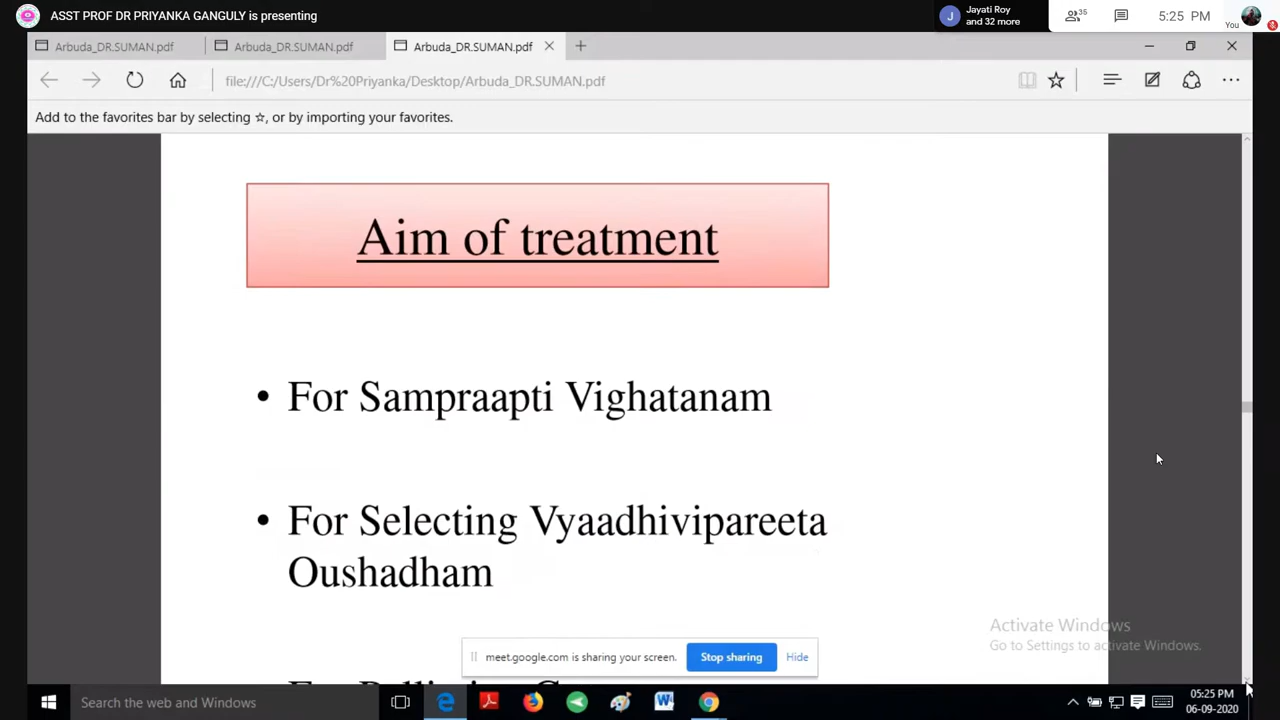 ASST PROF DR PRIYANKA GANGULY is presenting
J
Jayati Roy
and 32 more
35
5:25 PM
You
Arbuda_DR.SUMAN.pdf
Arbuda_DR.SUMAN.pdf
Arbuda_DR.SUMAN.pdf
file:///C:/Users/Dr%20Priyanka/Desktop/Arbuda_DR.SUMAN.pdf
Add to the favorites bar by selecting ☆, or by importing your favorites.
Aim of treatment
• For Sampraapti Vighatanam
• For Selecting Vyaadhivipareeta
Oushadham
Activate Windows
Go to Settings to activate Windows.
meet.google.com is sharing your screen.
Stop sharing
Hide
Search the web and Windows
05:25 PM
06-09-2020